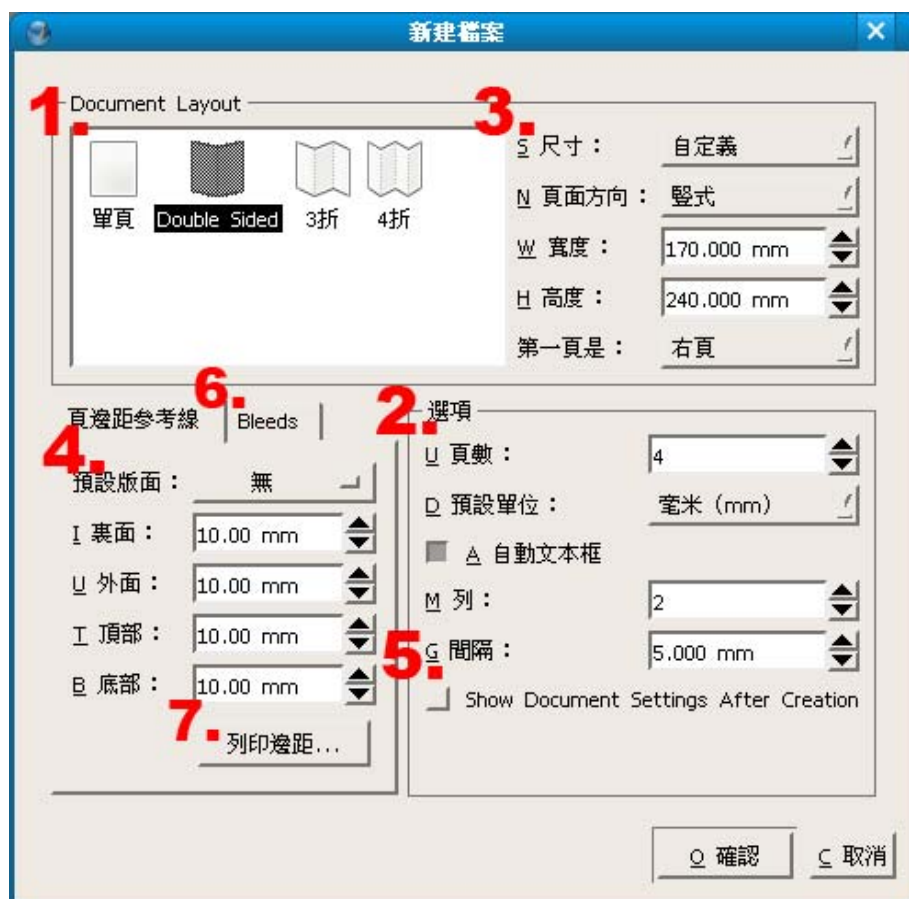 新建檔案
1. Document Layout
單頁 Double Sided 3折 4折
3.
S 尺寸： 自定義
N 頁面方向： 豎式
W 寬度： 170.000 mm
H 高度： 240.000 mm
第一頁是： 右頁
頁邊距参考線 6. Bleeds
4.
預設版面： 無
I 裏面： 10.00 mm
U 外面： 10.00 mm
T 頂部： 10.00 mm
B 底部： 10.00 mm
7. 列印邊距...
2. 選項
U 頁數： 4
D 預設單位： 毫米（mm）
A 自動文本框
M 列： 2
5. G 間隔： 5.000 mm
Show Document Settings After Creation
O 確認 C 取消